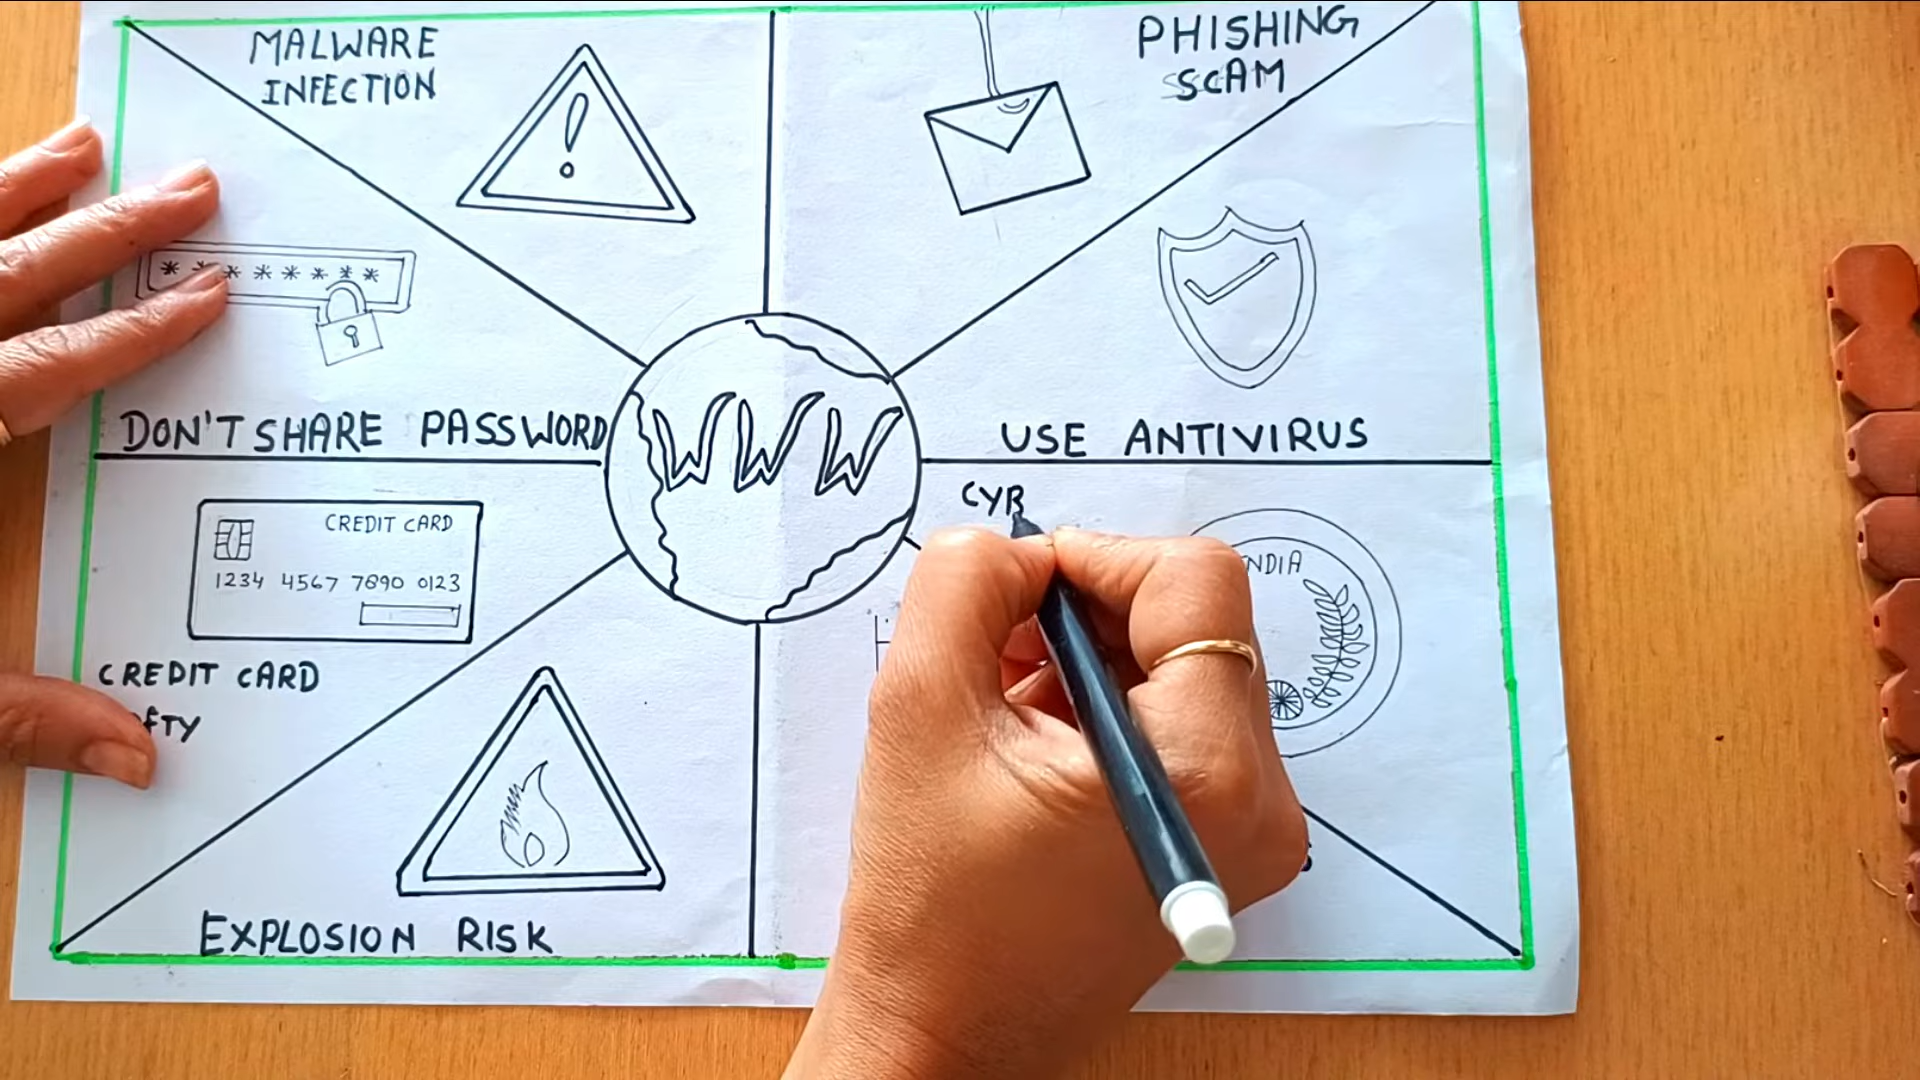 MALWARE
INFECTION
PHISHING
SCAM
* * * * * * * *
DON'T SHARE PASSWORD
WWW
USE ANTIVIRUS
CREDIT CARD
1234 4567 7890 0123
CREDIT CARD
CYB
EXPLOSION RISK